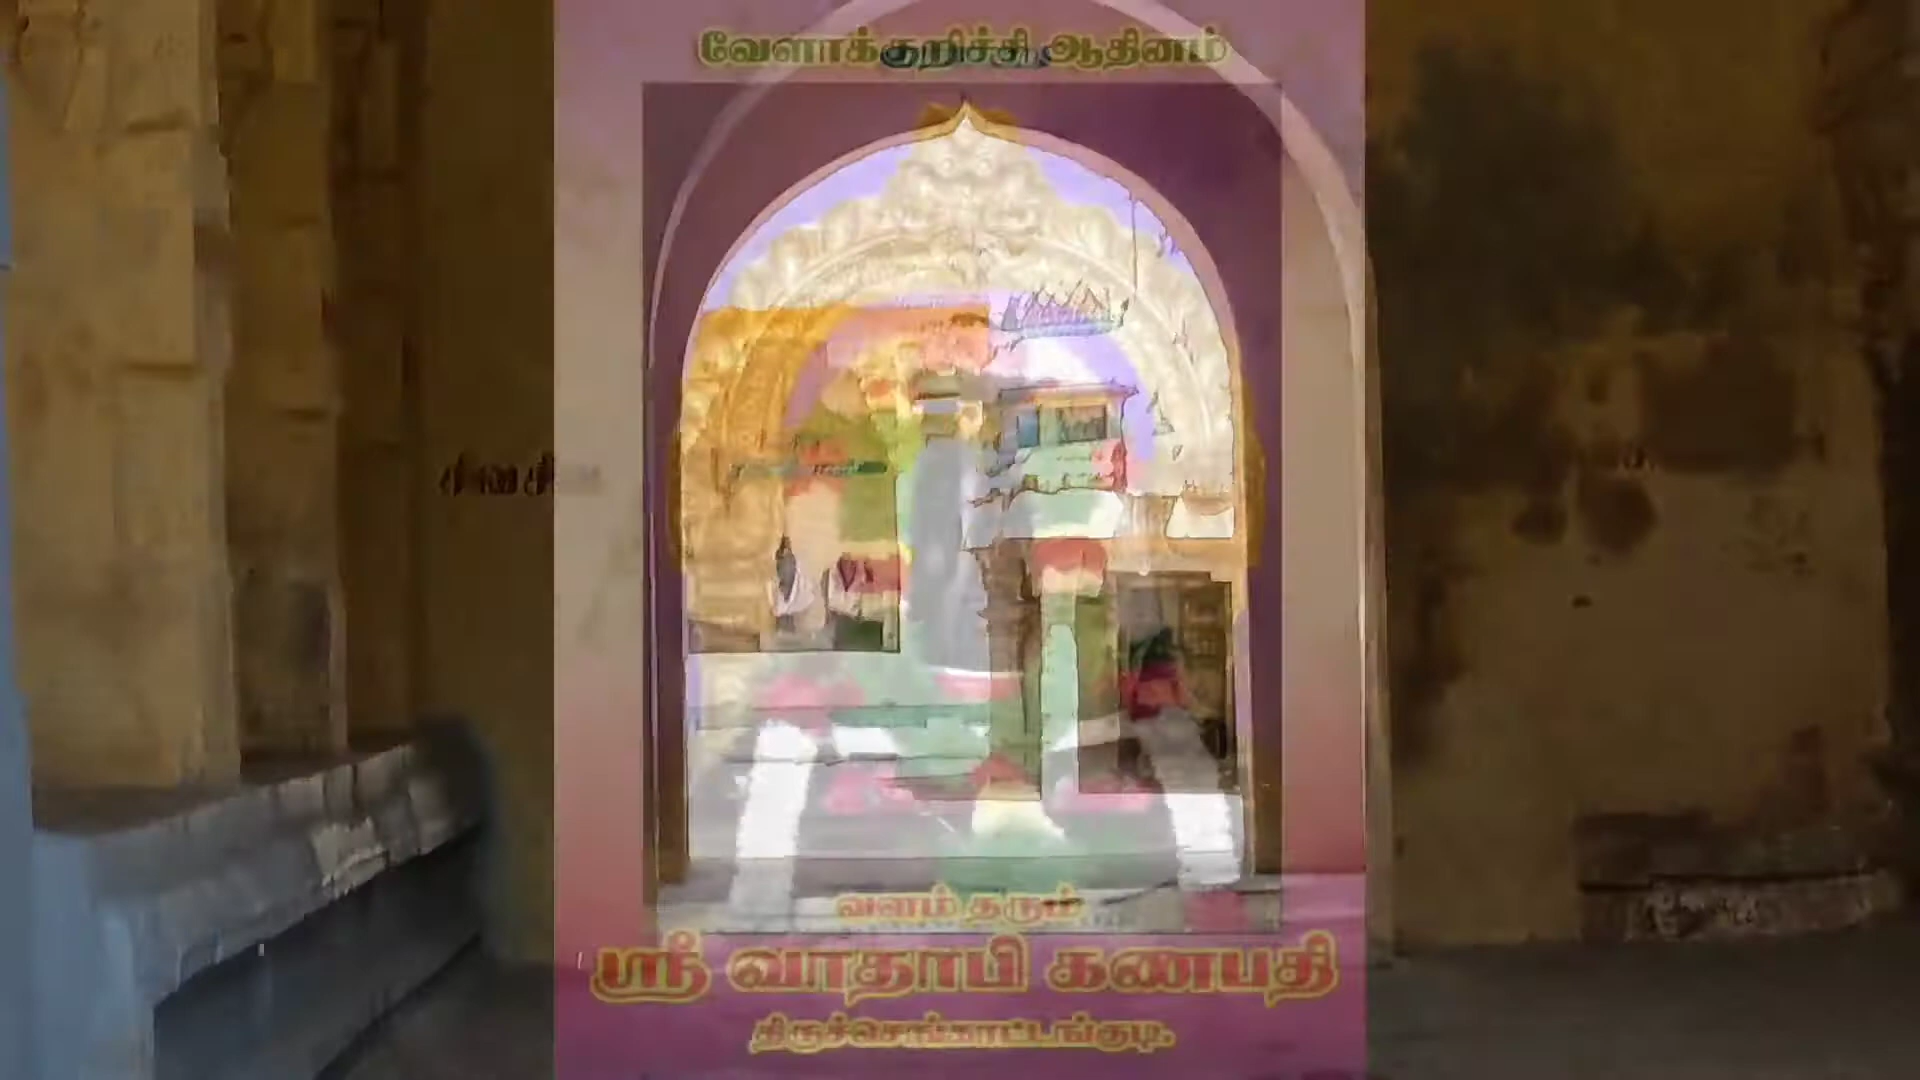 வேளாக்குறிச்சி ஆதினம்
வளம் தரும்
ஸ்ரீ வாதாபி கணபதி
திருச்செங்காட்டங்குடி.